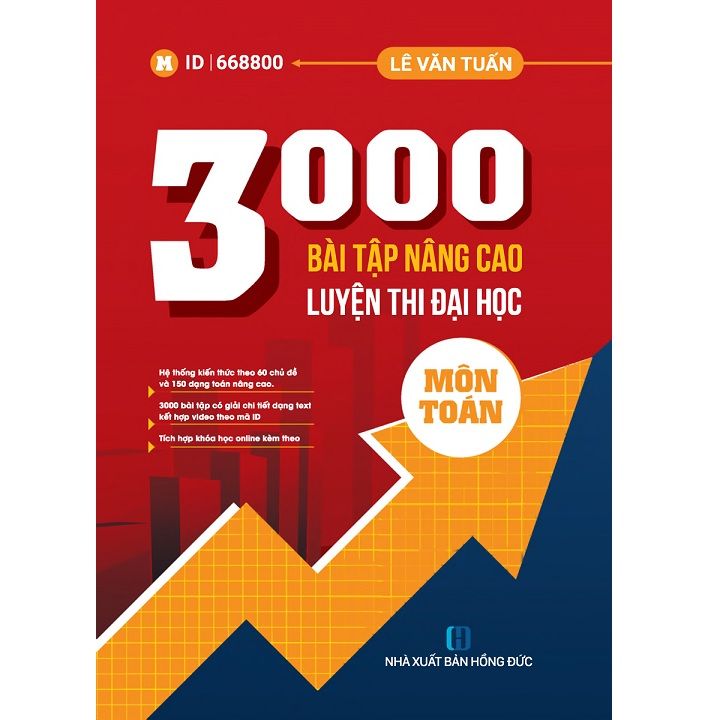 M ID | 668800
LÊ VĂN TUẤN
3000
BÀI TẬP NÂNG CAO
LUYỆN THI ĐẠI HỌC
MÔN
TOÁN
Hệ thống kiến thức theo 60 chủ đề
và 150 dạng toán nâng cao.
3000 bài tập có giải chi tiết dạng text
kết hợp video theo mã ID
Tích hợp khóa học online kèm theo
NHÀ XUẤT BẢN HỒNG ĐỨC